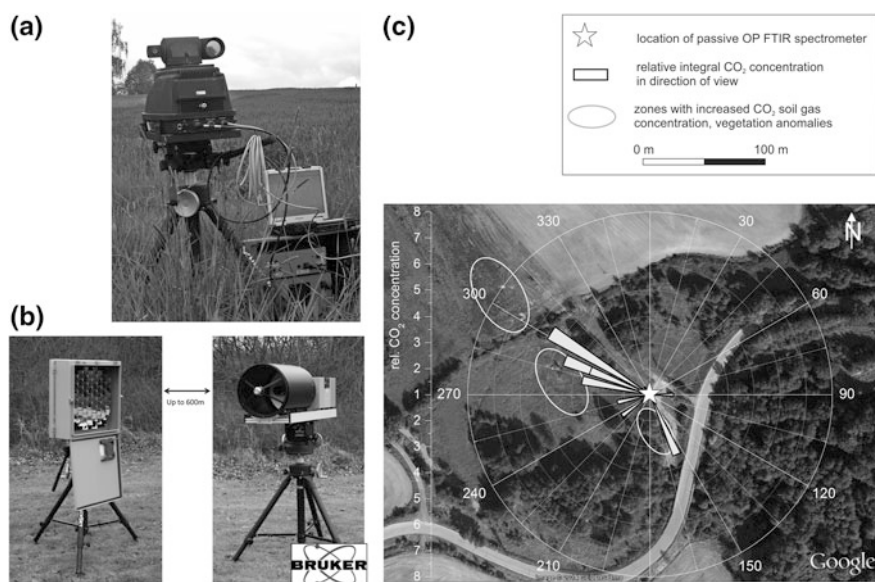 (a)
(b)
Up to 600m
BRUKER
(c)
location of passive OP FTIR spectrometer
relative integral CO₂ concentration
in direction of view
zones with increased CO₂ soil gas
concentration, vegetation anomalies
0 m 100 m
rel. CO₂ concentration
8
7
6
5
4
3
2
1
2
3
4
5
6
7
8
330
30
N
300
60
270
90
240
120
210
150
Google